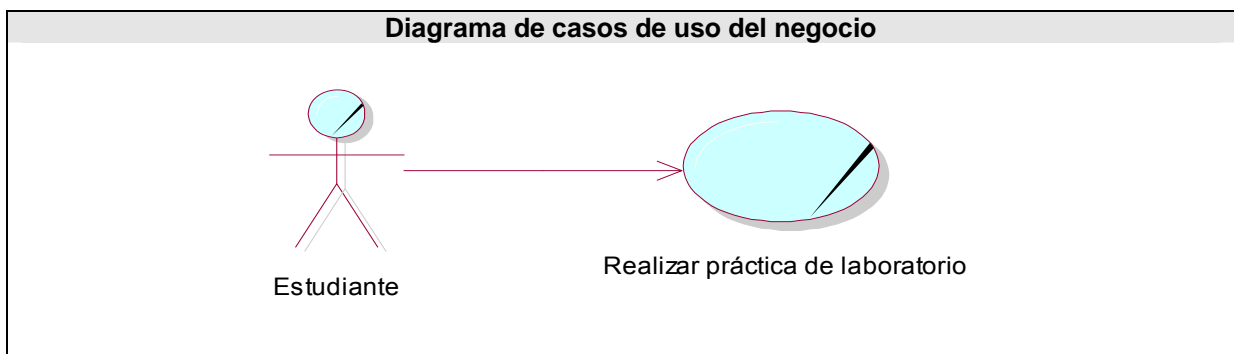 Diagrama de casos de uso del negocio
Estudiante
Realizar práctica de laboratorio